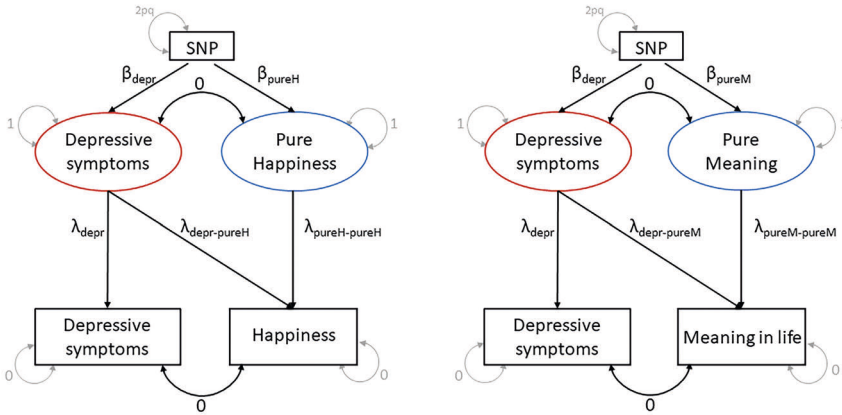 2pq
SNP
β_depr
β_pureH
0
1
1
Depressive
symptoms
Pure
Happiness
λ_depr
λ_depr-pureH
λ_pureH-pureH
Depressive
symptoms
Happiness
0
0
0
2pq
SNP
β_depr
β_pureM
0
1
1
Depressive
symptoms
Pure
Meaning
λ_depr
λ_depr-pureM
λ_pureM-pureM
Depressive
symptoms
Meaning in life
0
0
0